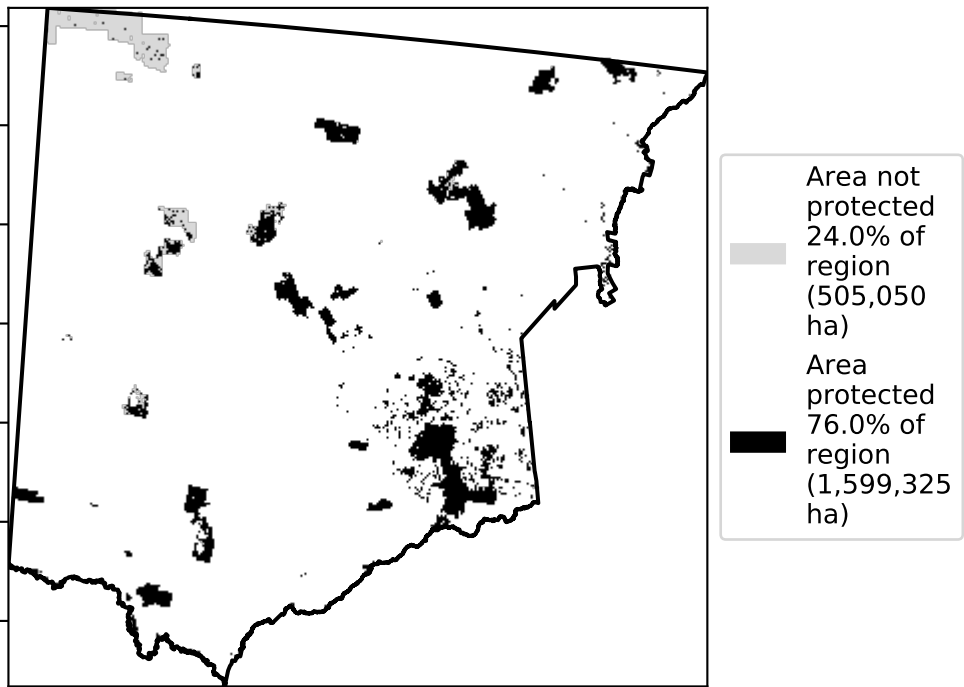 Area not
protected
24.0% of
region
(505,050
ha)
Area
protected
76.0% of
region
(1,599,325
ha)